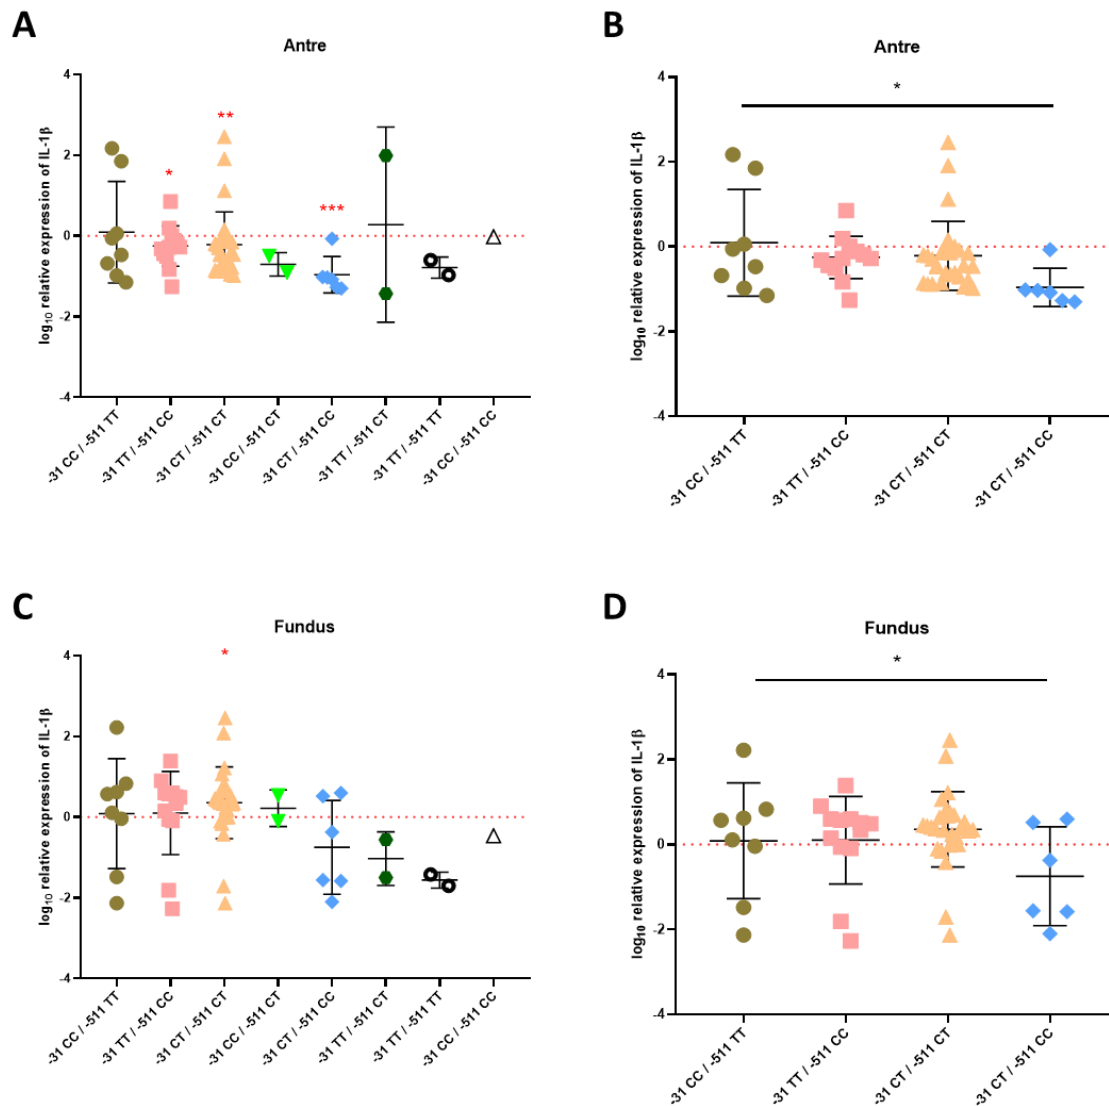 A
Antre
log₁₀ relative expression of IL-1β
4
2
0
-2
-4
*
**
***
-31 CC / -511 TT
-31 TT / -511 CC
-31 CT / -511 CT
-31 CC / -511 CT
-31 CT / -511 CC
-31 TT / -511 CT
-31 TT / -511 TT
-31 CC / -511 CC
B
Antre
log₁₀ relative expression of IL-1β
4
2
0
-2
-4
*
-31 CC / -511 TT
-31 TT / -511 CC
-31 CT / -511 CT
-31 CT / -511 CC
C
Fundus
log₁₀ relative expression of IL-1β
4
2
0
-2
-4
*
-31 CC / -511 TT
-31 TT / -511 CC
-31 CT / -511 CT
-31 CC / -511 CT
-31 CT / -511 CC
-31 TT / -511 CT
-31 TT / -511 TT
-31 CC / -511 CC
D
Fundus
log₁₀ relative expression of IL-1β
4
2
0
-2
-4
*
-31 CC / -511 TT
-31 TT / -511 CC
-31 CT / -511 CT
-31 CT / -511 CC